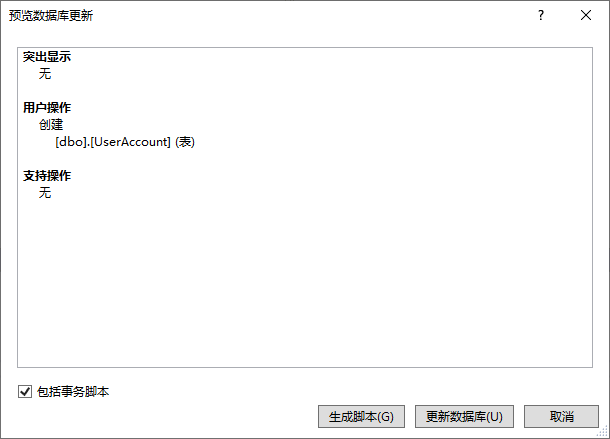 预览数据库更新
?
突出显示
无
用户操作
创建
[dbo].[UserAccount] (表)
支持操作
无
包括事务脚本
生成脚本(G)
更新数据库(U)
取消